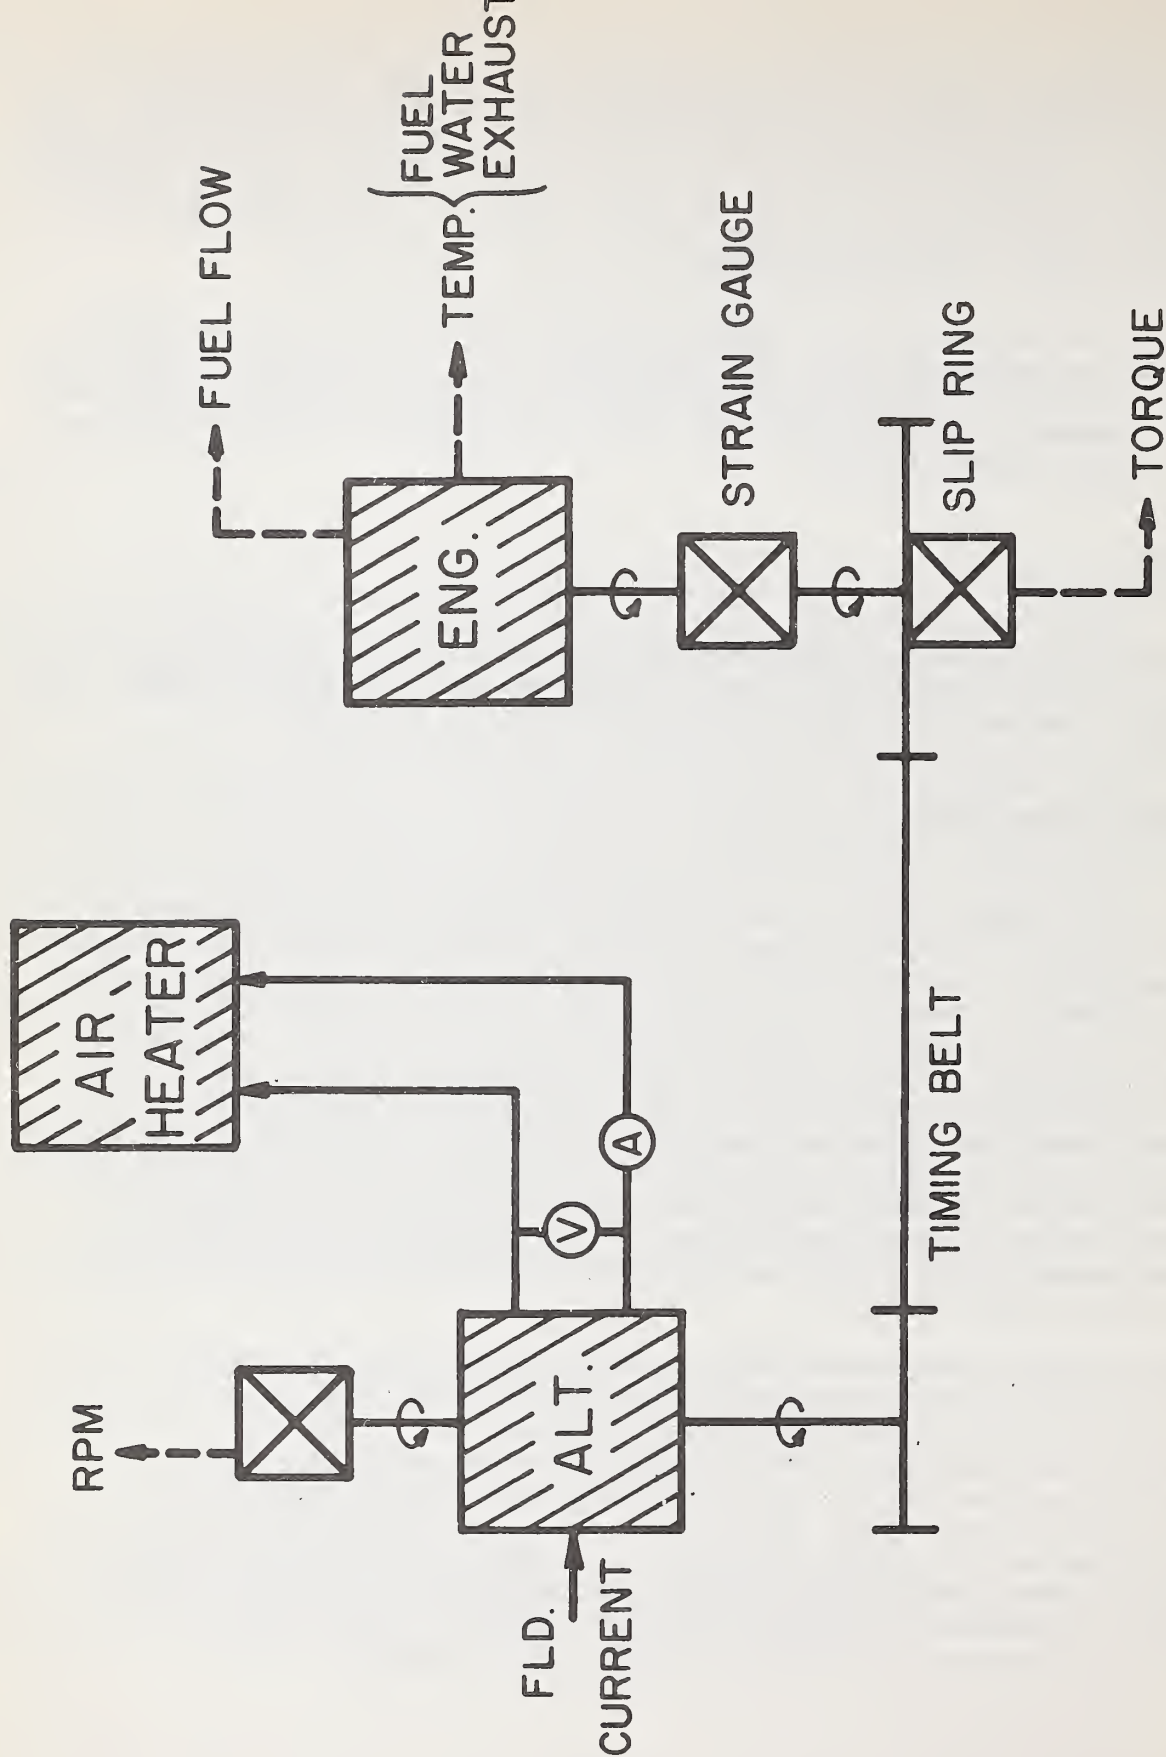 RPM
AIR
HEATER
FUEL FLOW
FLD.
CURRENT
ALT.
V
A
ENG.
TEMP.
FUEL
WATER
EXHAUST
STRAIN GAUGE
TIMING BELT
SLIP RING
TORQUE